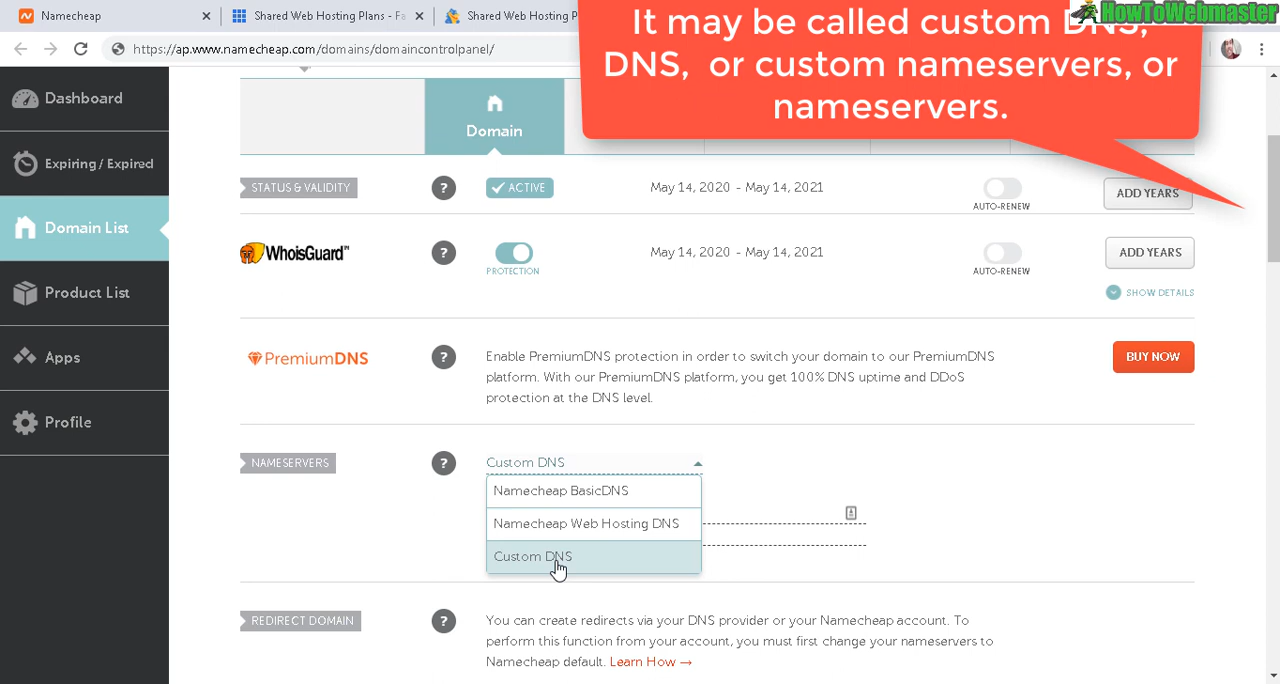 Namecheap
Shared Web Hosting Plans - Fa
Shared Web Hosting P
It may be called custom DNS,
DNS, or custom nameservers, or
nameservers.
HowToWebmaster
https://ap.www.namecheap.com/domains/domaincontrolpanel/
Dashboard
Expiring / Expired
Domain List
Product List
Apps
Profile
Domain
STATUS & VALIDITY
?
ACTIVE
May 14, 2020 - May 14, 2021
AUTO-RENEW
ADD YEARS
WhoisGuard™
?
PROTECTION
May 14, 2020 - May 14, 2021
AUTO-RENEW
ADD YEARS
SHOW DETAILS
PremiumDNS
?
Enable PremiumDNS protection in order to switch your domain to our PremiumDNS
platform. With our PremiumDNS platform, you get 100% DNS uptime and DDoS
protection at the DNS level.
BUY NOW
NAMESERVERS
?
Custom DNS
Namecheap BasicDNS
Namecheap Web Hosting DNS
Custom DNS
REDIRECT DOMAIN
?
You can create redirects via your DNS provider or your Namecheap account. To
perform this function from your account, you must first change your nameservers to
Namecheap default. Learn How →